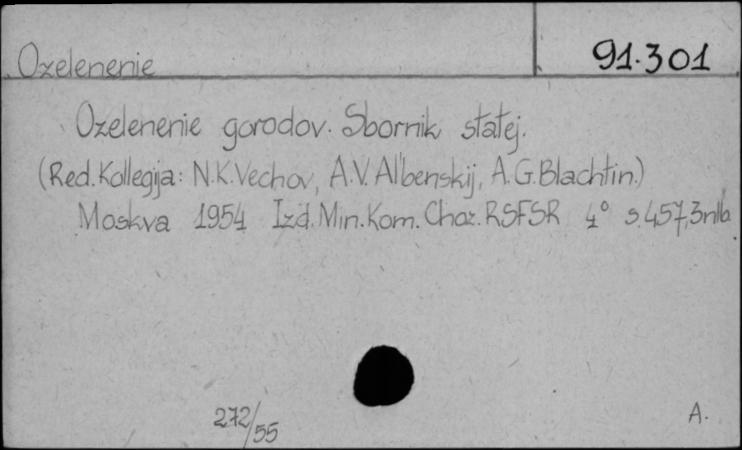 Ozelenenie 91.301
Ozelenenie gorodov. Sbornik statej.
(Red. Kollegija: N.K. Vechov, A.V. Al'benskij, A.G. Blachtin.)
Moskva 1954 Izd. Min. Kom. Choz. RSFSR 4° s. 457, 3nlb
272/55 A.